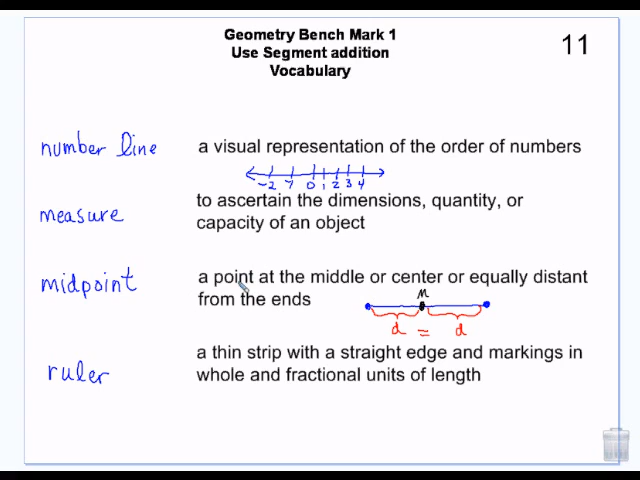 Geometry Bench Mark 1
Use Segment addition
Vocabulary
11
number line
a visual representation of the order of numbers
-2 -1 0 1 2 3 4
measure
to ascertain the dimensions, quantity, or
capacity of an object
midpoint
a point at the middle or center or equally distant
from the ends
M
d = d
ruler
a thin strip with a straight edge and markings in
whole and fractional units of length